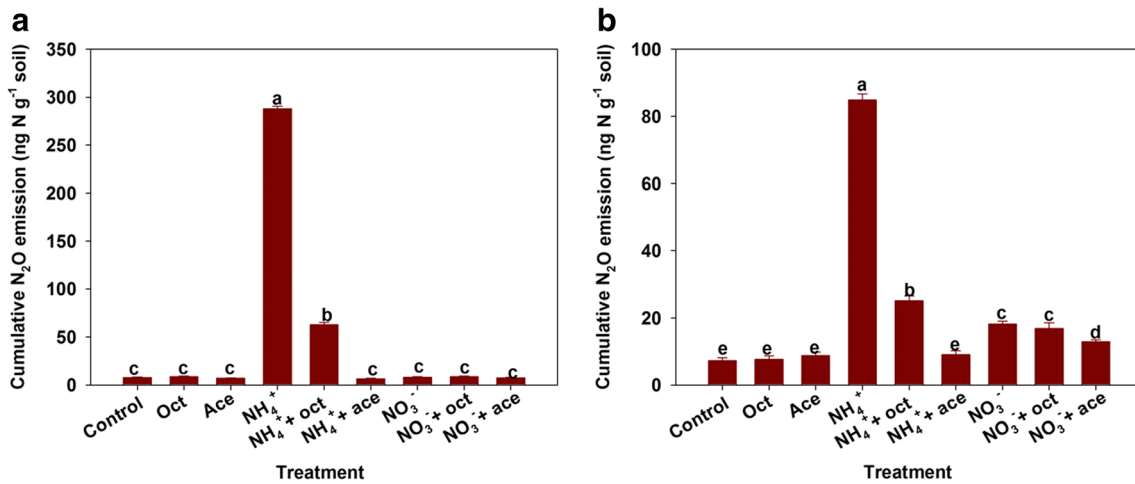 a
Cumulative N₂O emission (ng N g⁻¹ soil)
350
300
250
200
150
100
50
0
c
c
c
a
b
c
c
c
c
Control
Oct
Ace
NH₄⁺
NH₄⁺+ oct
NH₄⁺+ ace
NO₃⁻
NO₃⁻+ oct
NO₃⁻+ ace
Treatment
b
Cumulative N₂O emission (ng N g⁻¹ soil)
100
80
60
40
20
0
e
e
e
a
b
e
c
c
d
Control
Oct
Ace
NH₄⁺
NH₄⁺+ oct
NH₄⁺+ ace
NO₃⁻
NO₃⁻+ oct
NO₃⁻+ ace
Treatment